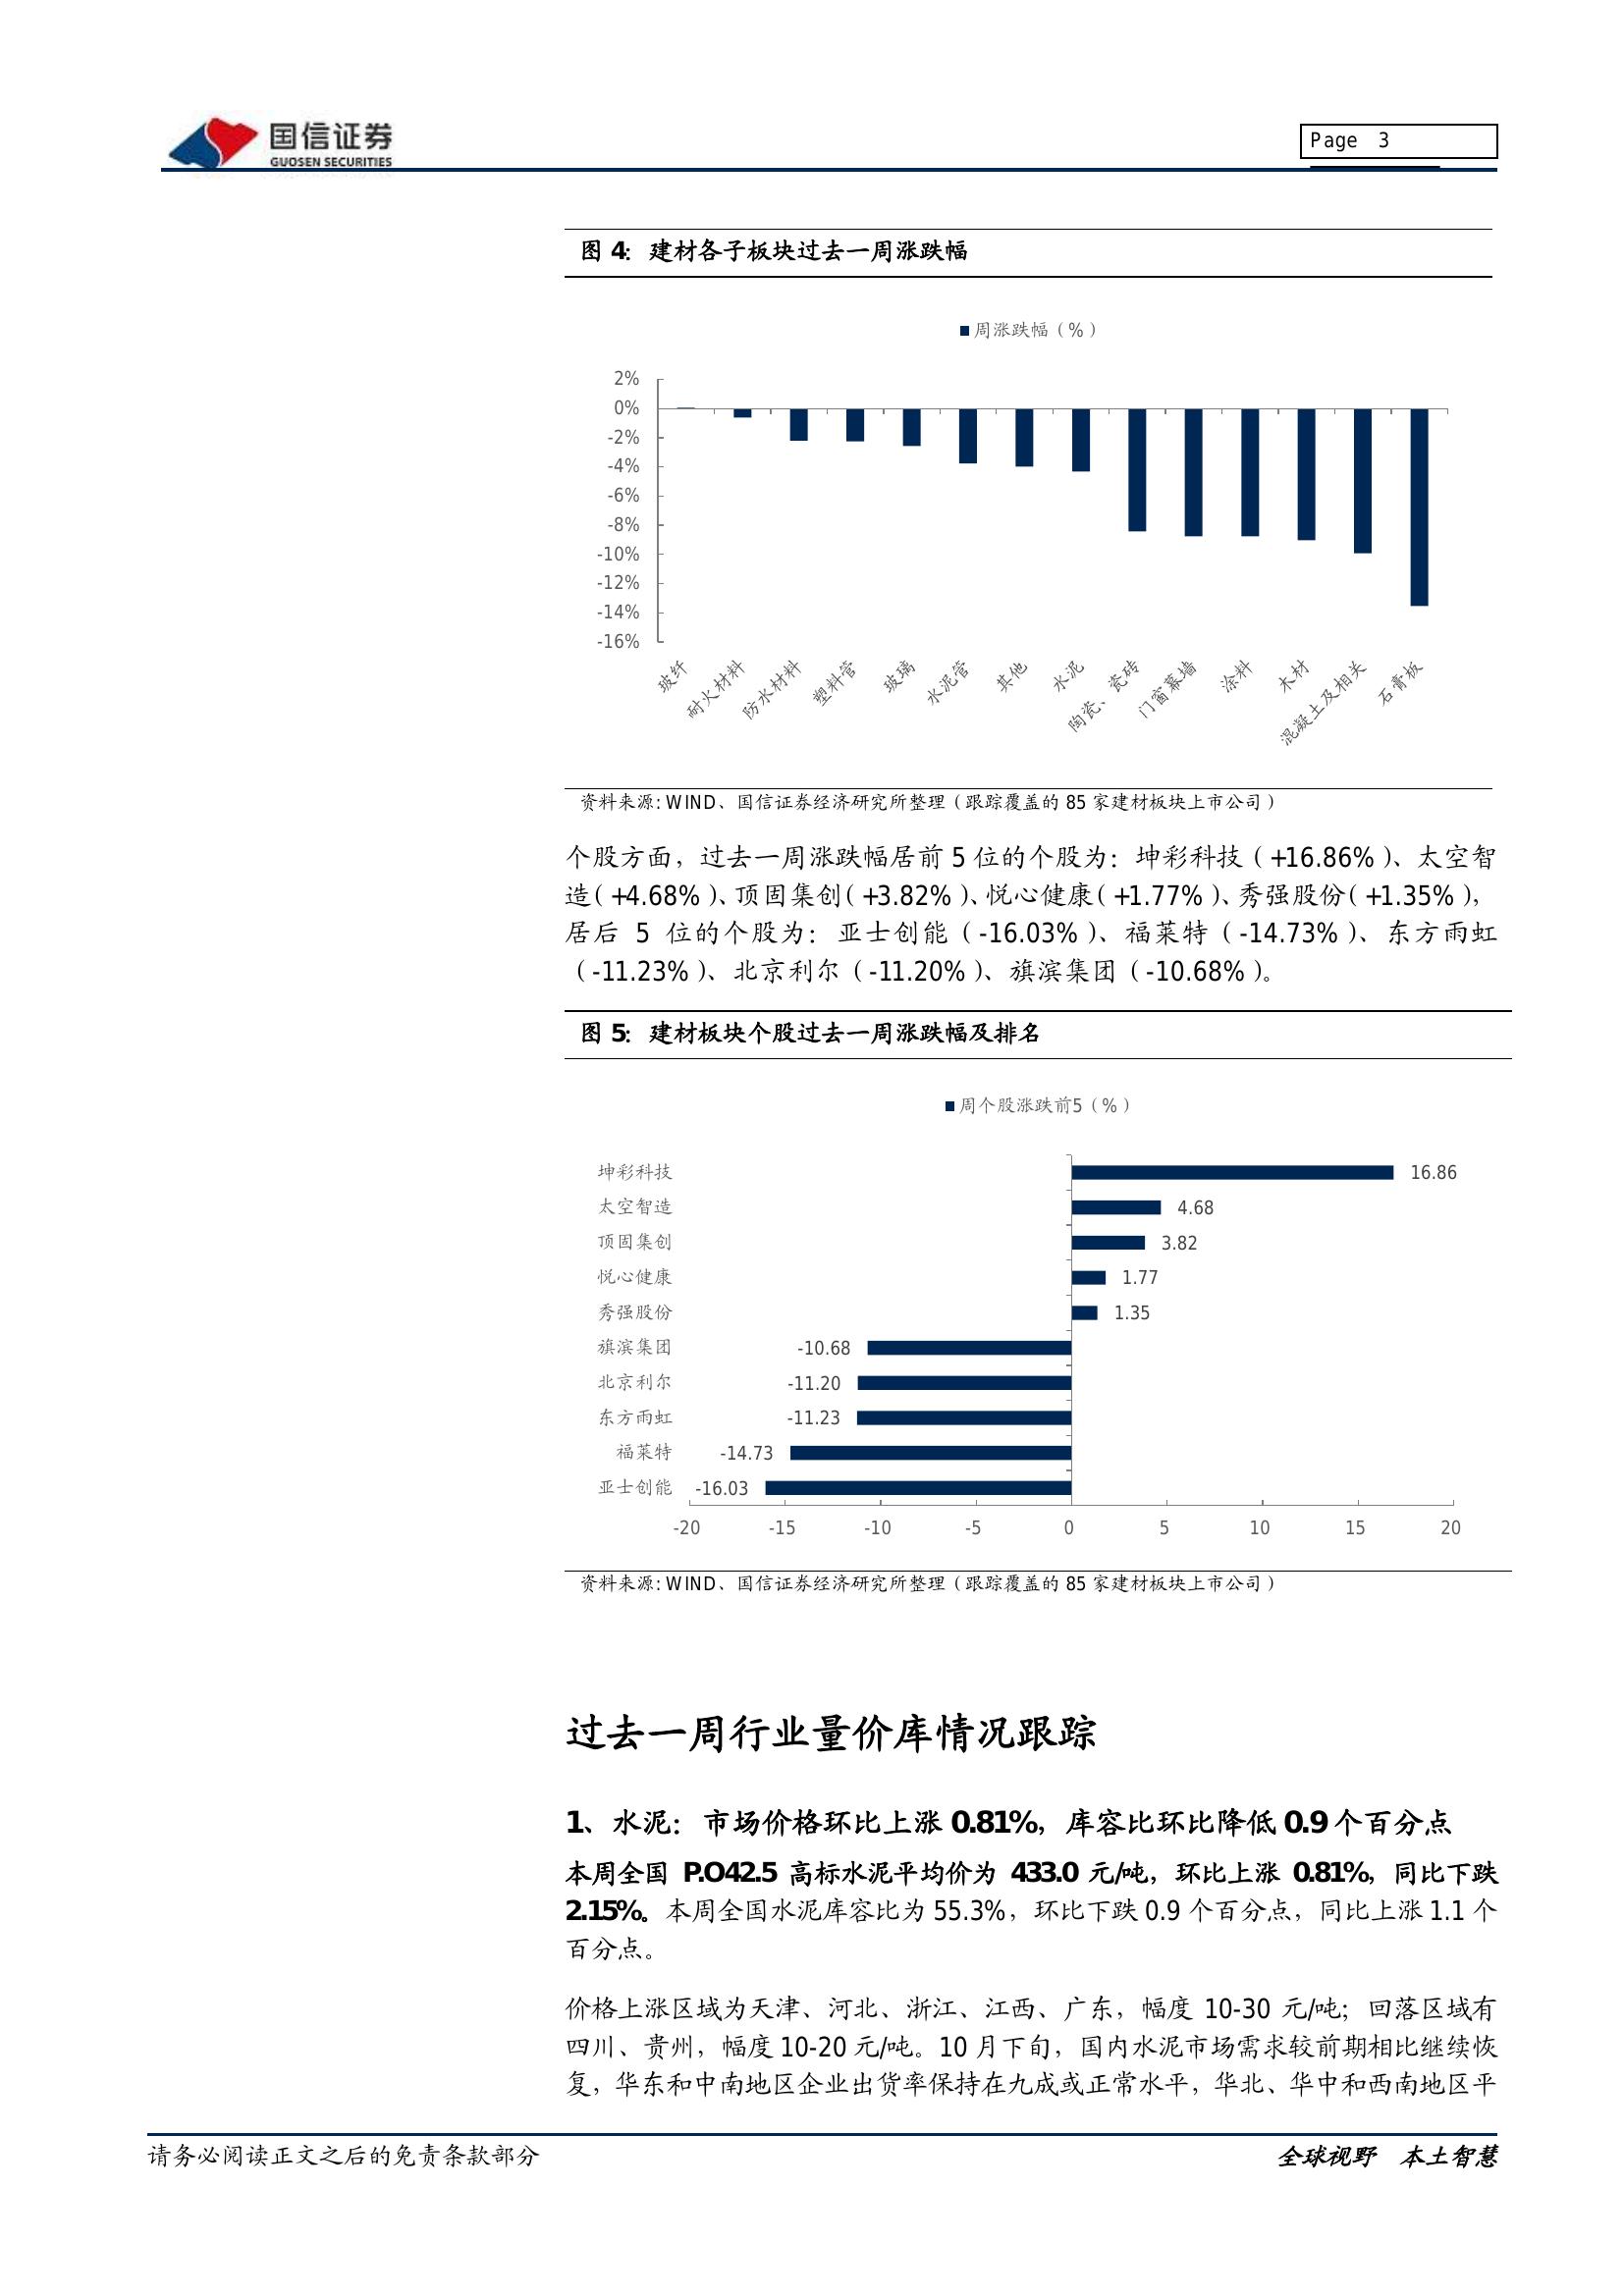 国信证券
GUOSEN SECURITIES
Page 3
图 4：建材各子板块过去一周涨跌幅
周涨跌幅（%）
2%
0%
-2%
-4%
-6%
-8%
-10%
-12%
-14%
-16%
玻纤
耐火材料
防水材料
塑料管
玻璃
水泥管
其他
水泥
陶瓷、瓷砖
门窗幕墙
涂料
木材
混凝土及相关
石膏板
资料来源: WIND、国信证券经济研究所整理（跟踪覆盖的 85 家建材板块上市公司）
个股方面，过去一周涨跌幅居前 5 位的个股为：坤彩科技（+16.86%）、太空智
造（+4.68%）、顶固集创（+3.82%）、悦心健康（+1.77%）、秀强股份（+1.35%），
居后 5 位的个股为：亚士创能（-16.03%）、福莱特（-14.73%）、东方雨虹
（-11.23%）、北京利尔（-11.20%）、旗滨集团（-10.68%）。
图 5：建材板块个股过去一周涨跌幅及排名
周个股涨跌前5（%）
坤彩科技 16.86
太空智造 4.68
顶固集创 3.82
悦心健康 1.77
秀强股份 1.35
旗滨集团 -10.68
北京利尔 -11.20
东方雨虹 -11.23
福莱特 -14.73
亚士创能 -16.03
-20 -15 -10 -5 0 5 10 15 20
资料来源: WIND、国信证券经济研究所整理（跟踪覆盖的 85 家建材板块上市公司）
过去一周行业量价库情况跟踪
1、水泥：市场价格环比上涨 0.81%，库容比环比降低 0.9 个百分点
本周全国 P.O42.5 高标水泥平均价为 433.0 元/吨，环比上涨 0.81%，同比下跌
2.15%。本周全国水泥库容比为 55.3%，环比下跌 0.9 个百分点，同比上涨 1.1 个
百分点。
价格上涨区域为天津、河北、浙江、江西、广东，幅度 10-30 元/吨；回落区域有
四川、贵州，幅度 10-20 元/吨。10 月下旬，国内水泥市场需求较前期相比继续恢
复，华东和中南地区企业出货率保持在九成或正常水平，华北、华中和西南地区平
请务必阅读正文之后的免责条款部分
全球视野 本土智慧